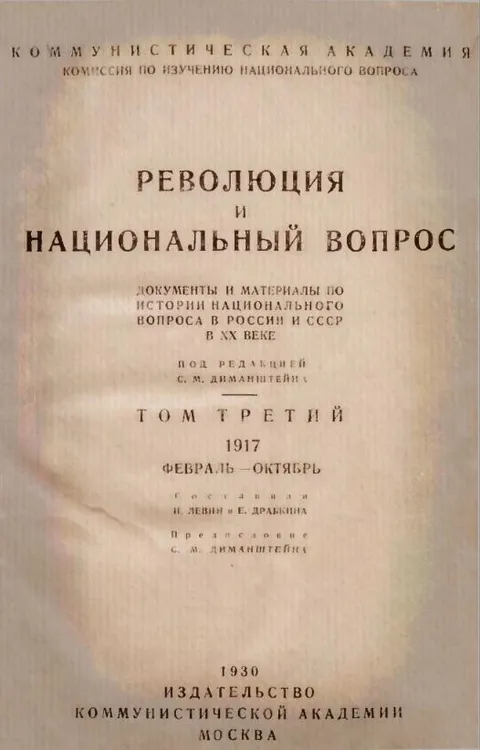 КОММУНИСТИЧЕСКАЯ АКАДЕМИЯ
КОМИССИЯ ПО ИЗУЧЕНИЮ НАЦИОНАЛЬНОГО ВОПРОСА
РЕВОЛЮЦИЯ
И
НАЦИОНАЛЬНЫЙ ВОПРОС
ДОКУМЕНТЫ И МАТЕРИАЛЫ ПО
ИСТОРИИ НАЦИОНАЛЬНОГО
ВОПРОСА В РОССИИ И СССР
В XX ВЕКЕ
ПОД РЕДАКЦИЕЙ
С. М. ДИМАНШТЕЙНА
ТОМ ТРЕТИЙ
1917
ФЕВРАЛЬ—ОКТЯБРЬ
Составили
И. ЛЕВИН и Е. ДРАБКИНА
Предисловие
С. М. ДИМАНШТЕЙНА
1930
ИЗДАТЕЛЬСТВО
КОММУНИСТИЧЕСКОЙ АКАДЕМИИ
МОСКВА